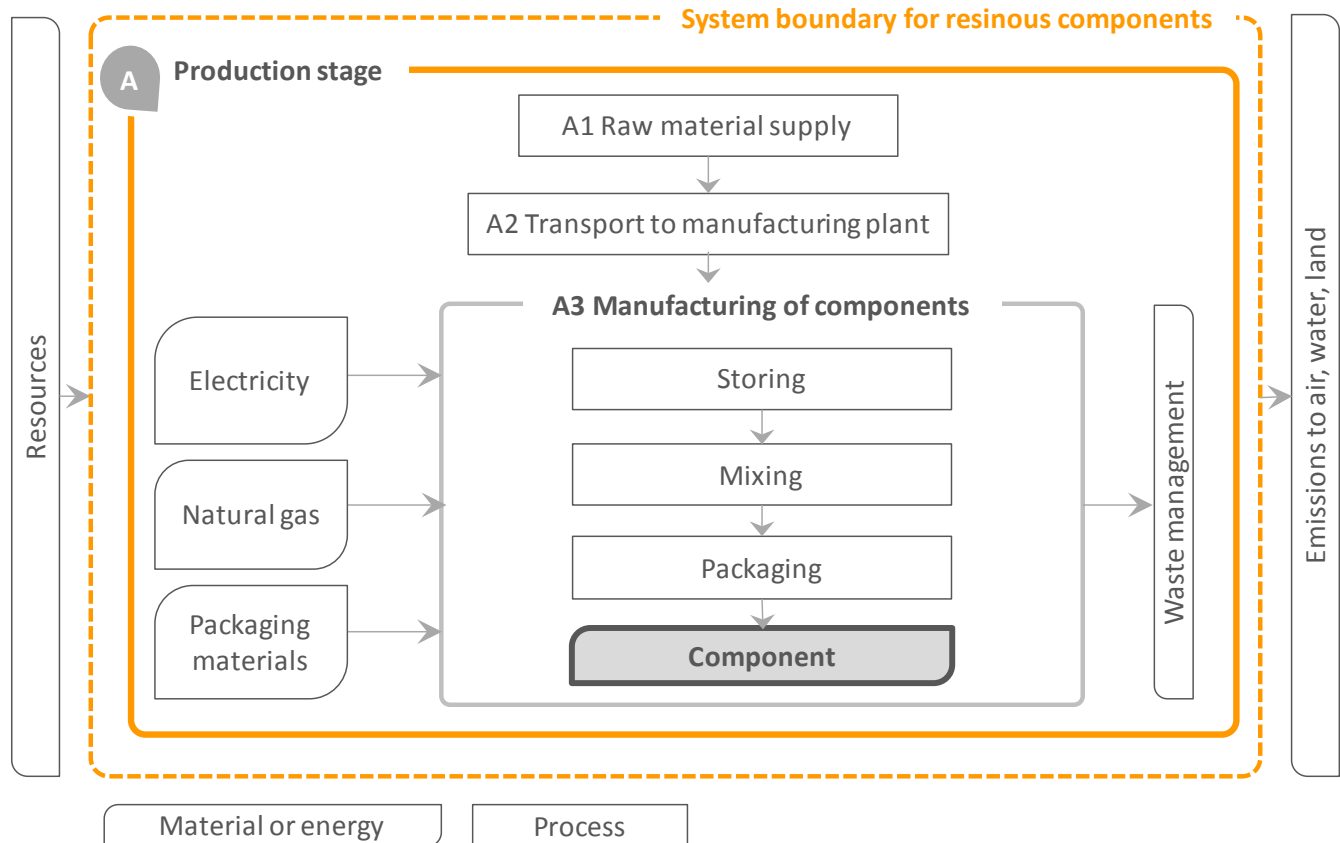 System boundary for resinous components
A
Production stage
A1 Raw material supply
A2 Transport to manufacturing plant
A3 Manufacturing of components
Resources
Electricity
Natural gas
Packaging
materials
Storing
Mixing
Packaging
Component
Waste management
Emissions to air, water, land
Material or energy
Process